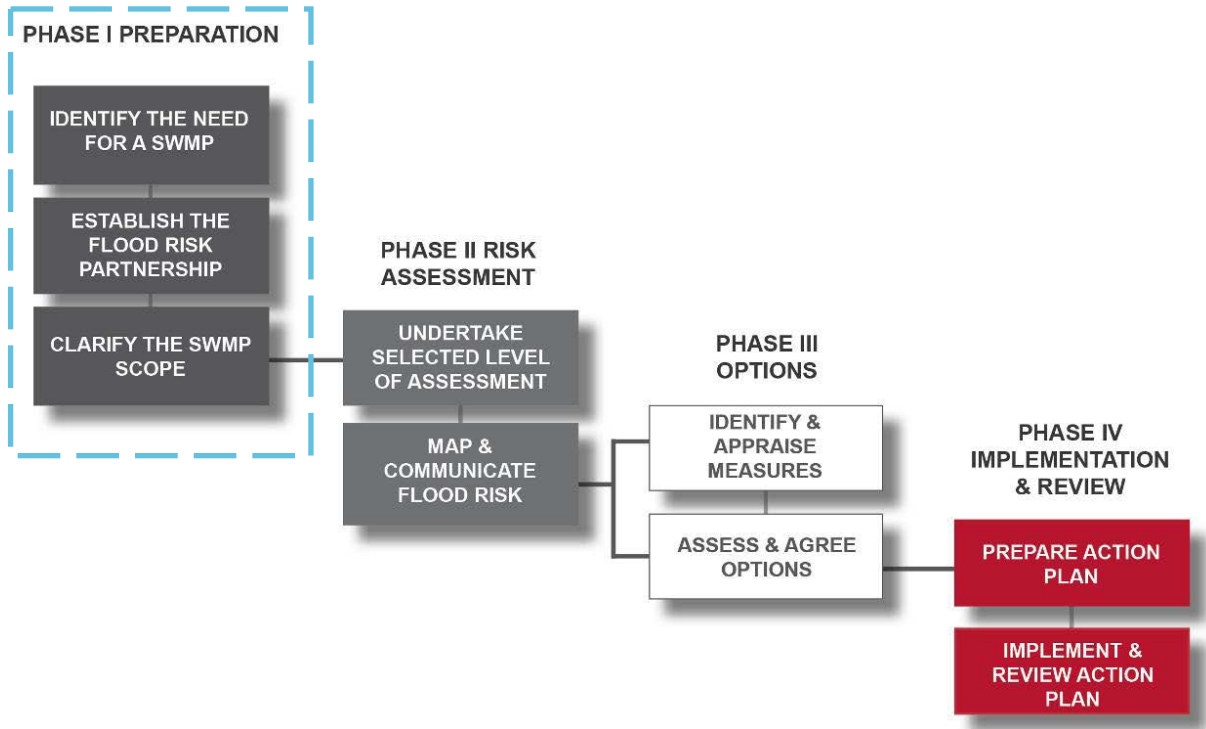 PHASE I PREPARATION
IDENTIFY THE NEED
FOR A SWMP
ESTABLISH THE
FLOOD RISK
PARTNERSHIP
CLARIFY THE SWMP
SCOPE
PHASE II RISK
ASSESSMENT
UNDERTAKE
SELECTED LEVEL
OF ASSESSMENT
MAP &
COMMUNICATE
FLOOD RISK
PHASE III
OPTIONS
IDENTIFY &
APPRAISE
MEASURES
ASSESS & AGREE
OPTIONS
PHASE IV
IMPLEMENTATION
& REVIEW
PREPARE ACTION
PLAN
IMPLEMENT &
REVIEW ACTION
PLAN